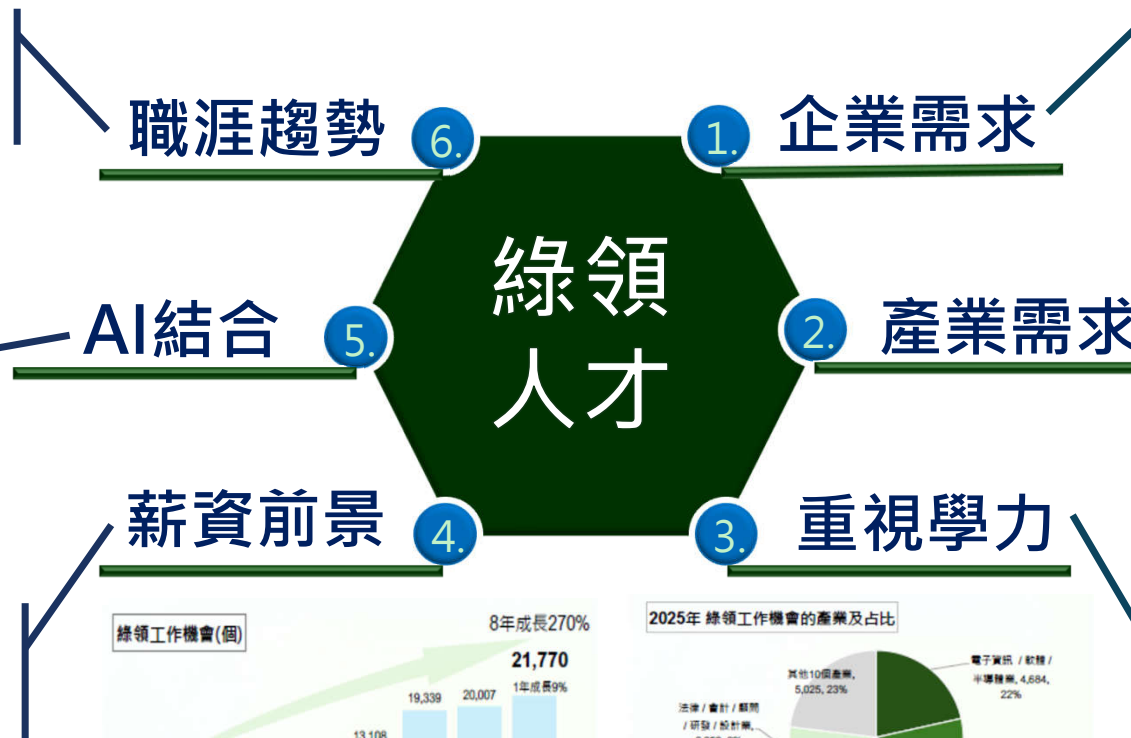 職涯趨勢
6.
1.
企業需求
綠領
人才
AI結合
5.
2.
產業需求
薪資前景
4.
3.
重視學力
綠領工作機會(個)
8年成長270%
21,770
1年成長9%
19,339
20,007
13,108
2025年 綠領工作機會的產業及占比
其他10個產業,
5,025, 23%
電子資訊 / 軟體 /
半導體業, 4,684,
22%
法律 / 會計 / 顧問
/ 研發 / 設計業,